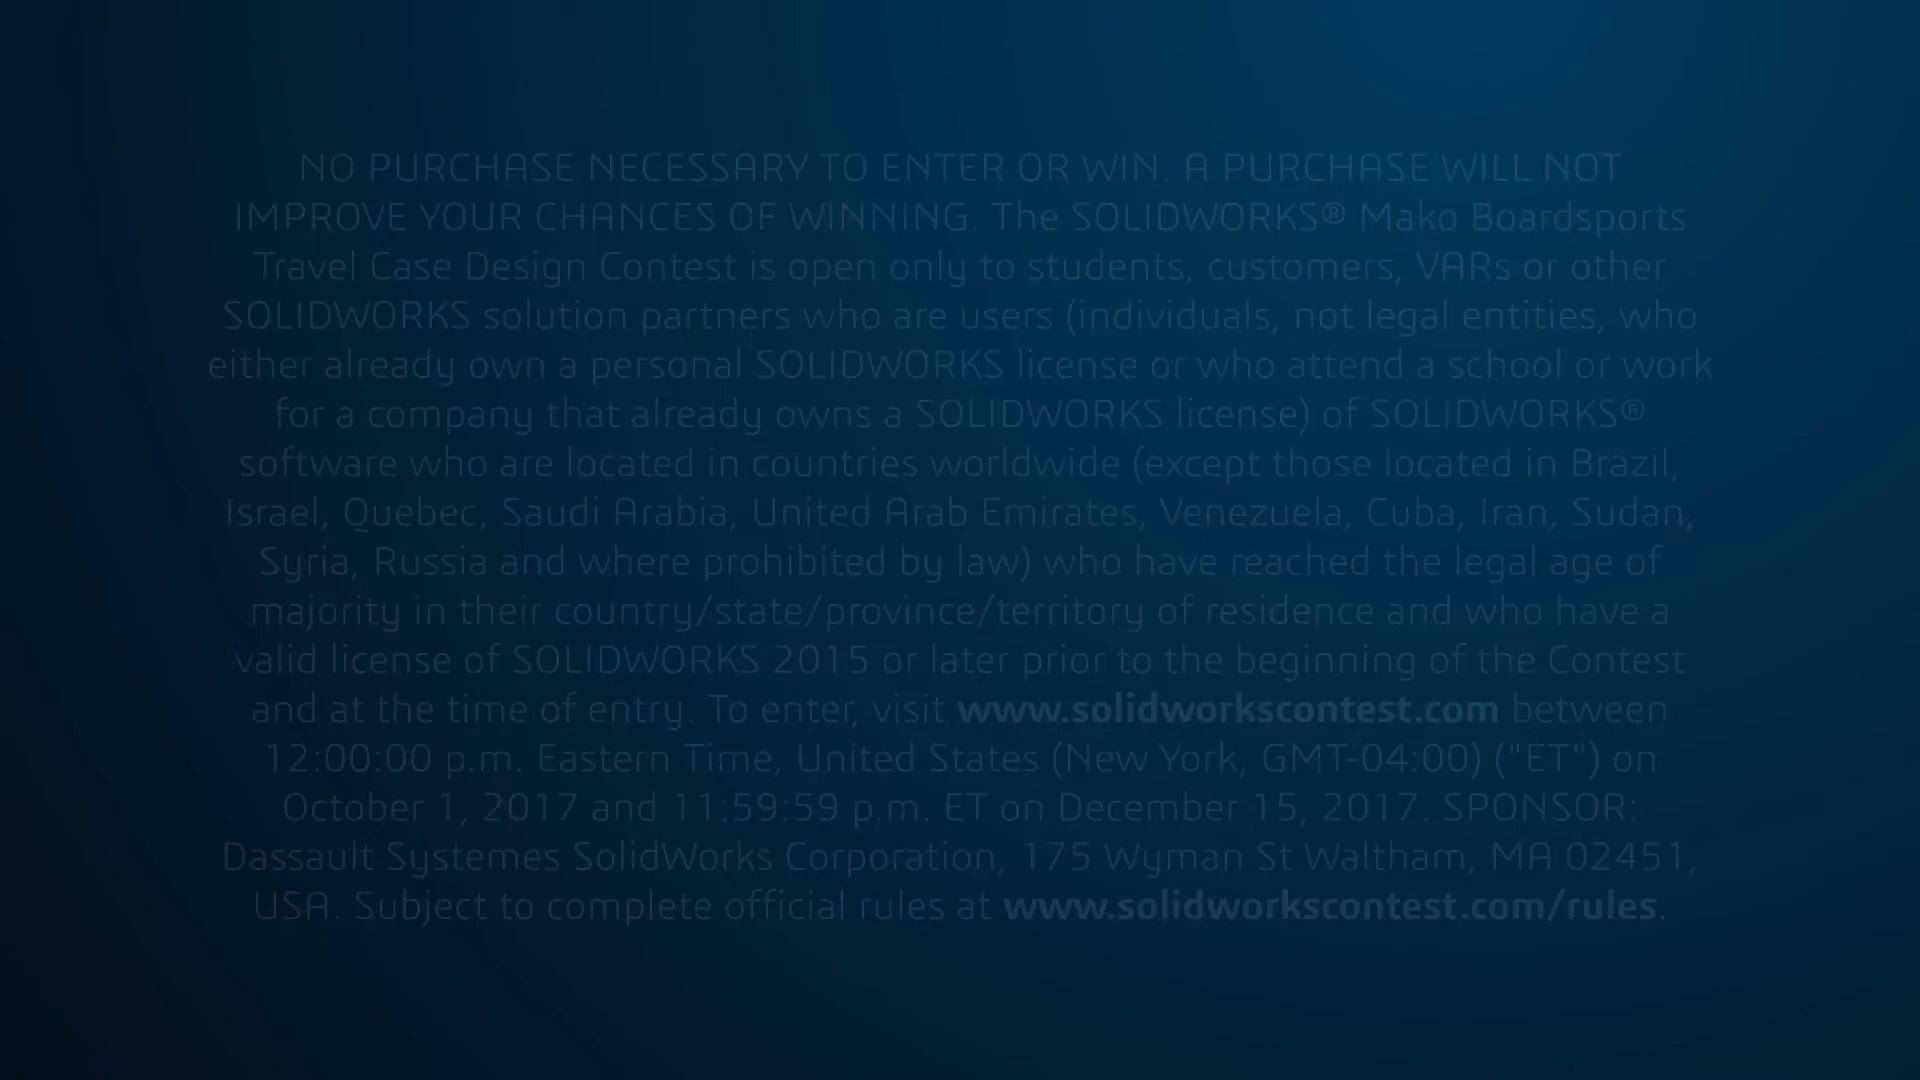 NO PURCHASE NECESSARY TO ENTER OR WIN. A PURCHASE WILL NOT
IMPROVE YOUR CHANCES OF WINNING. The SOLIDWORKS® Mako Boardsports
Travel Case Design Contest is open only to students, customers, VARs or other
SOLIDWORKS solution partners who are users (individuals, not legal entities, who
either already own a personal SOLIDWORKS license or who attend a school or work
for a company that already owns a SOLIDWORKS license) of SOLIDWORKS®
software who are located in countries worldwide (except those located in Brazil,
Israel, Quebec, Saudi Arabia, United Arab Emirates, Venezuela, Cuba, Iran, Sudan,
Syria, Russia and where prohibited by law) who have reached the legal age of
majority in their country/state/province/territory of residence and who have a
valid license of SOLIDWORKS 2015 or later prior to the beginning of the Contest
and at the time of entry. To enter, visit www.solidworkscontest.com between
12:00:00 p.m. Eastern Time, United States (New York, GMT-04:00) ("ET") on
October 1, 2017 and 11:59:59 p.m. ET on December 15, 2017. SPONSOR:
Dassault Systemes SolidWorks Corporation, 175 Wyman St Waltham, MA 02451,
USA. Subject to complete official rules at www.solidworkscontest.com/rules.